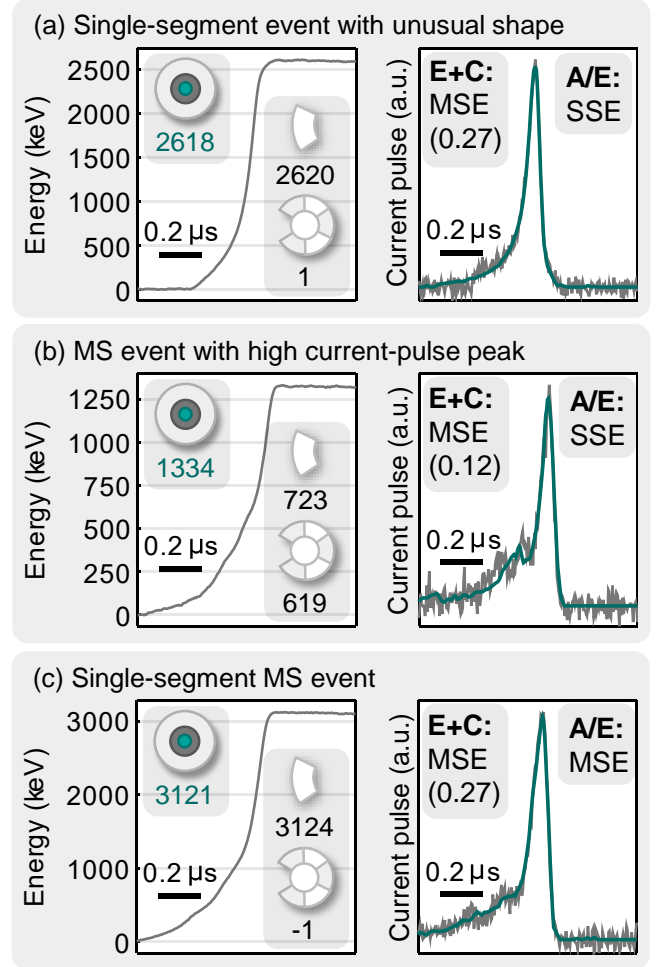 (a) Single-segment event with unusual shape
Energy (keV)
2500
2000
1500
1000
500
0
2618
0.2 µs
2620
1
Current pulse (a.u.)
E+C:
MSE
(0.27)
A/E:
SSE
0.2 µs
(b) MS event with high current-pulse peak
Energy (keV)
1250
1000
750
500
250
0
1334
0.2 µs
723
619
Current pulse (a.u.)
E+C:
MSE
(0.12)
A/E:
SSE
0.2 µs
(c) Single-segment MS event
Energy (keV)
3000
2000
1000
0
3121
0.2 µs
3124
-1
Current pulse (a.u.)
E+C:
MSE
(0.27)
A/E:
MSE
0.2 µs